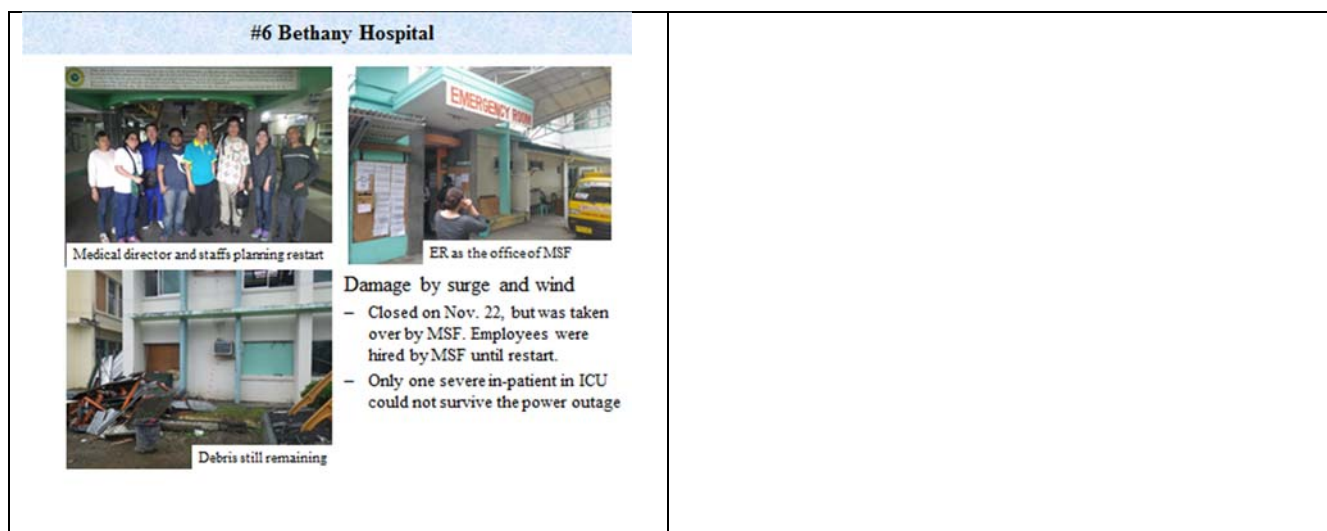 #6 Bethany Hospital
EMERGENCY ROOM
Medical director and staffs planning restart
ER as the office of MSF
Damage by surge and wind
– Closed on Nov. 22, but was taken
over by MSF. Employees were
hired by MSF until restart.
– Only one severe in-patient in ICU
could not survive the power outage
Debris still remaining